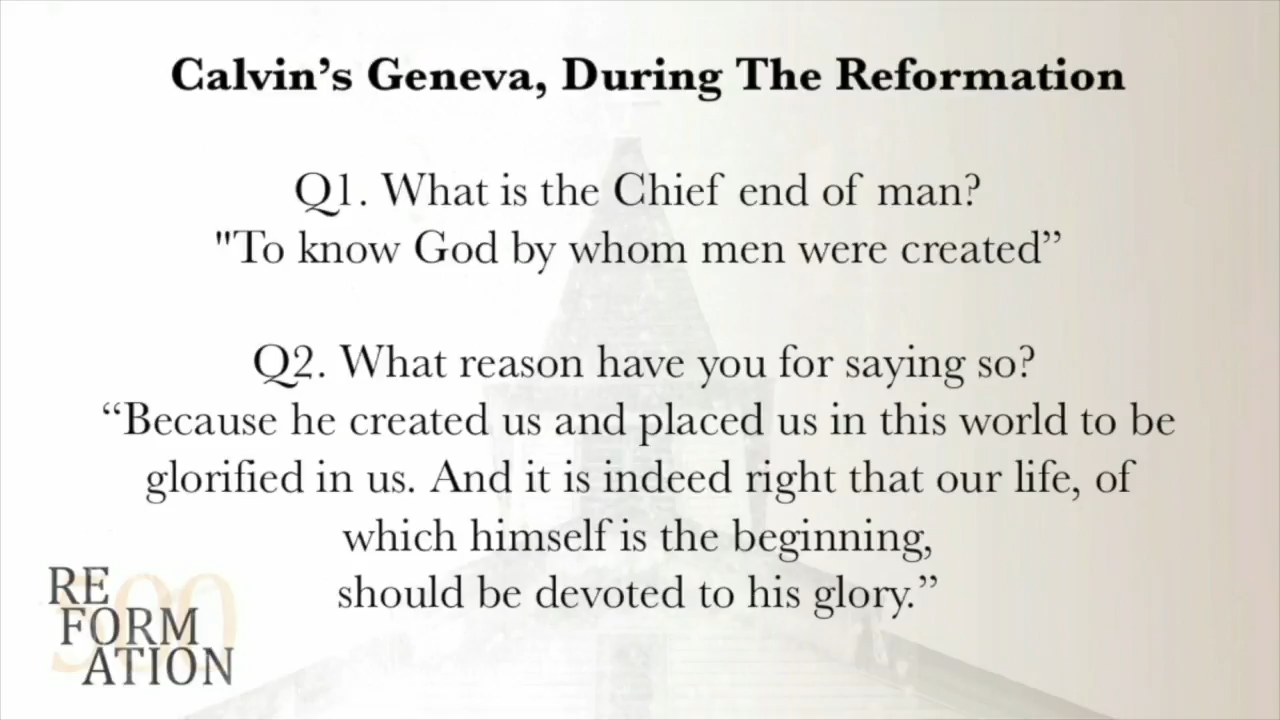 Calvin’s Geneva, During The Reformation
Q1. What is the Chief end of man?
"To know God by whom men were created”
Q2. What reason have you for saying so?
“Because he created us and placed us in this world to be
glorified in us. And it is indeed right that our life, of
which himself is the beginning,
should be devoted to his glory.”
500
RE
FORM
ATION